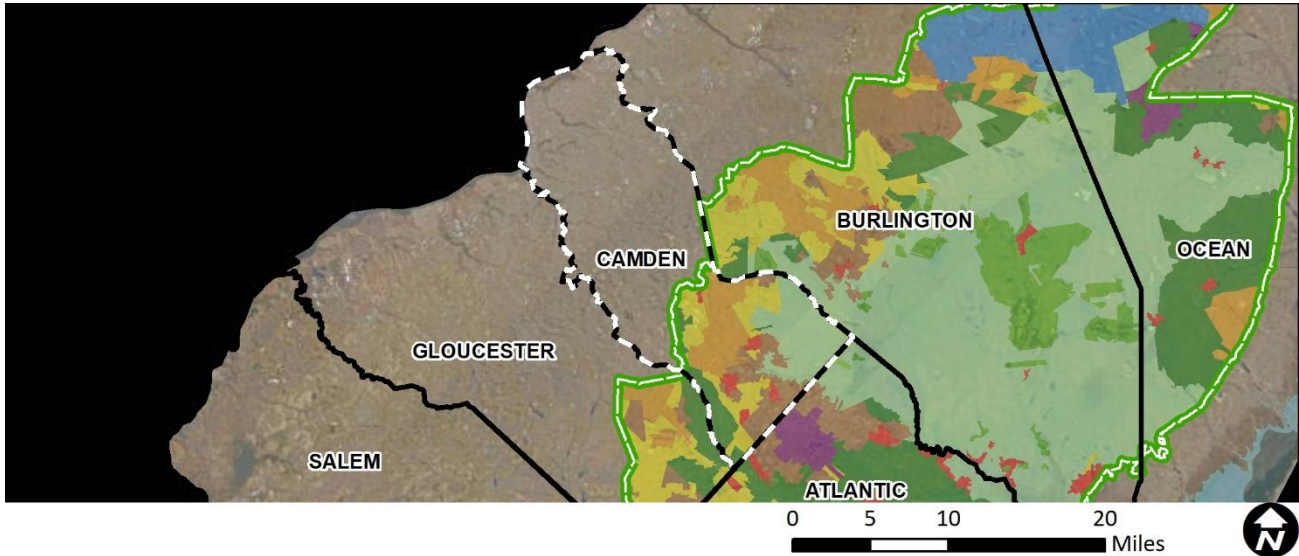 BURLINGTON
OCEAN
CAMDEN
GLOUCESTER
SALEM
ATLANTIC
0 5 10 20
Miles
N